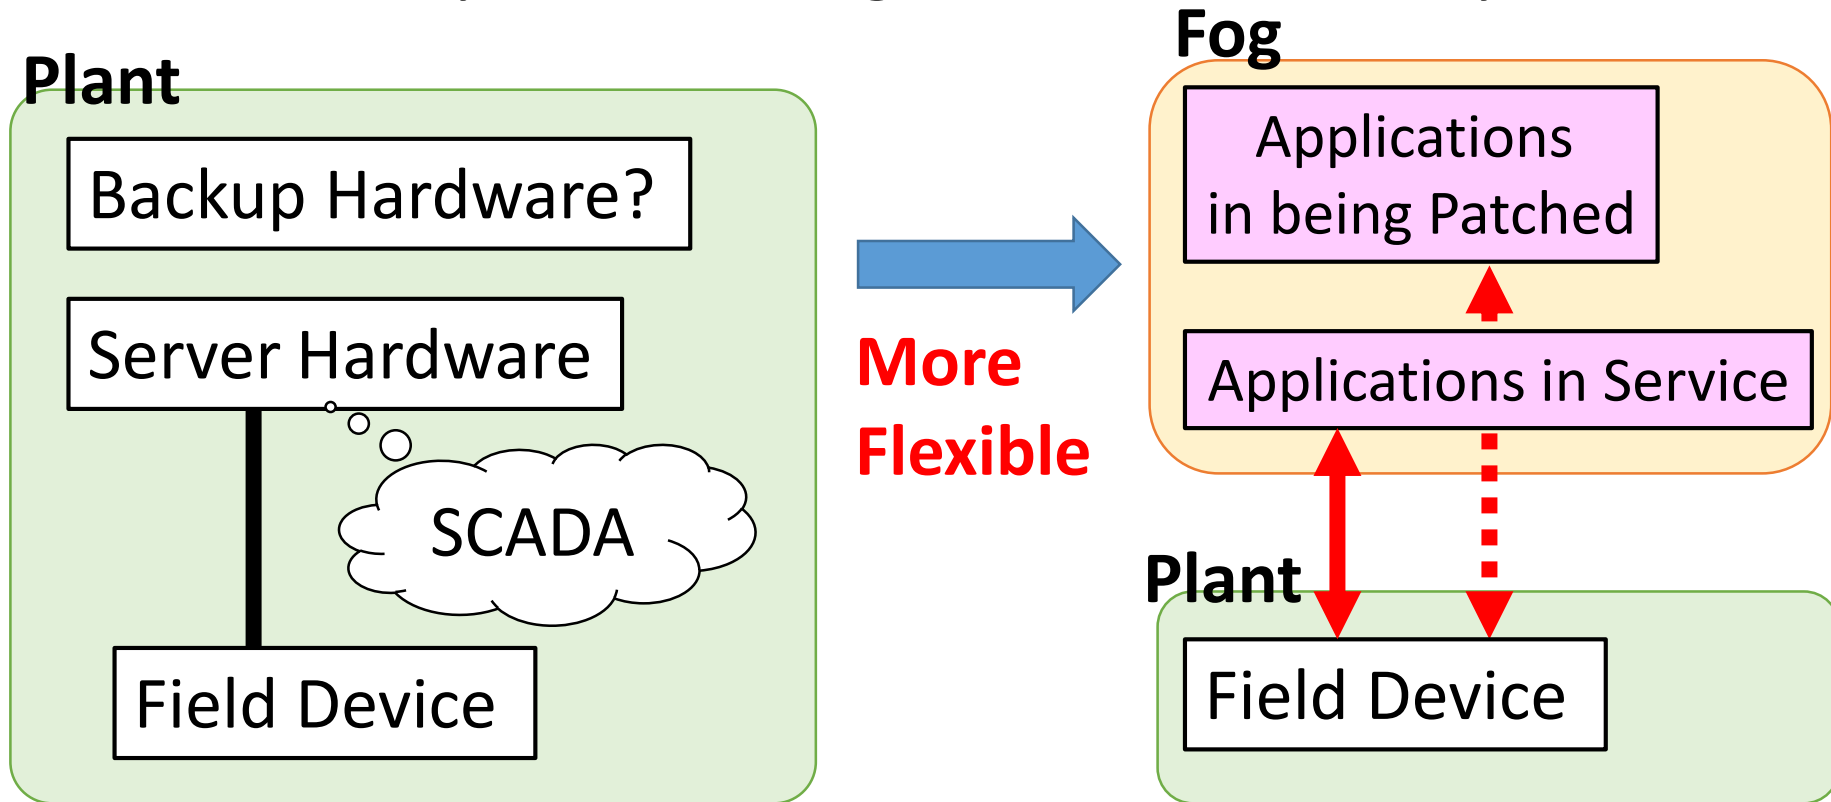 Plant
Backup Hardware?
Server Hardware
SCADA
Field Device
More
Flexible
Fog
Applications
in being Patched
Applications in Service
Plant
Field Device